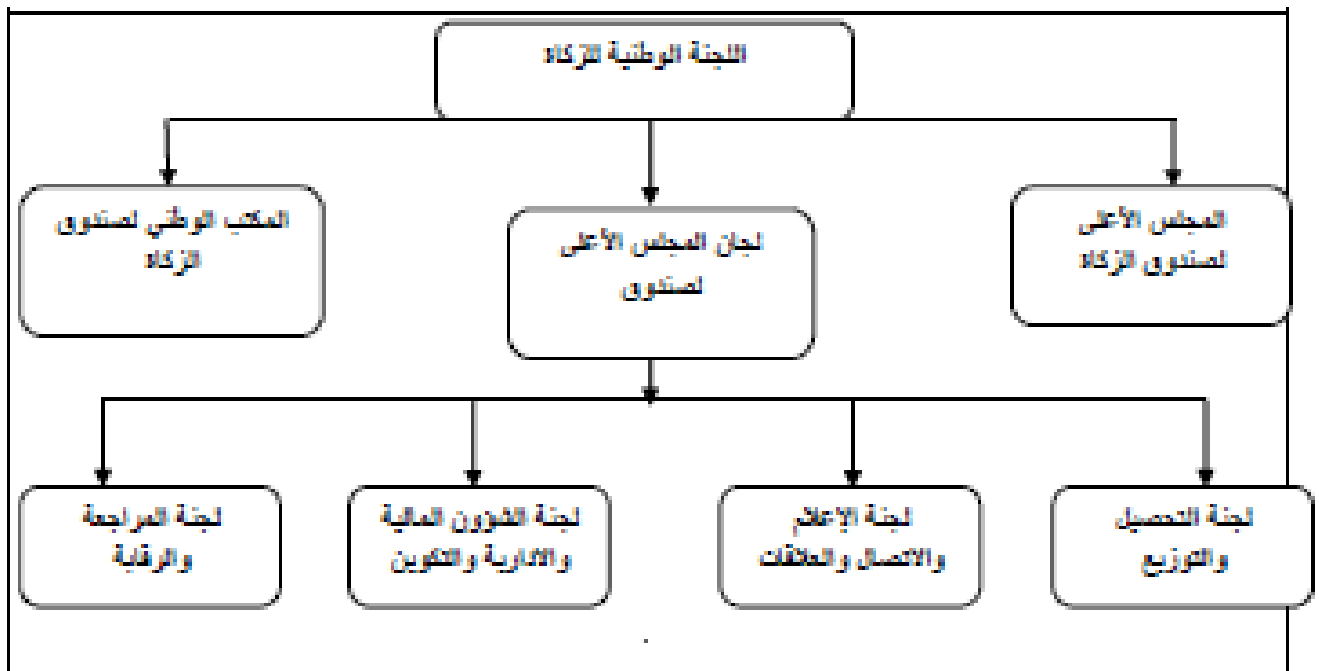 اللجنة الوطنية للزكاة
المجلس الأعلى
لصندوق الزكاة
لجان المجلس الأعلى
لصندوق
المكتب الوطني لصندوق
الزكاة
لجنة التحصيل
والتوزيع
لجنة الإعلام
والاتصال والعلاقات
لجنة الشؤون المالية
والادارية والتكوين
لجنة المراجعة
والرقابة